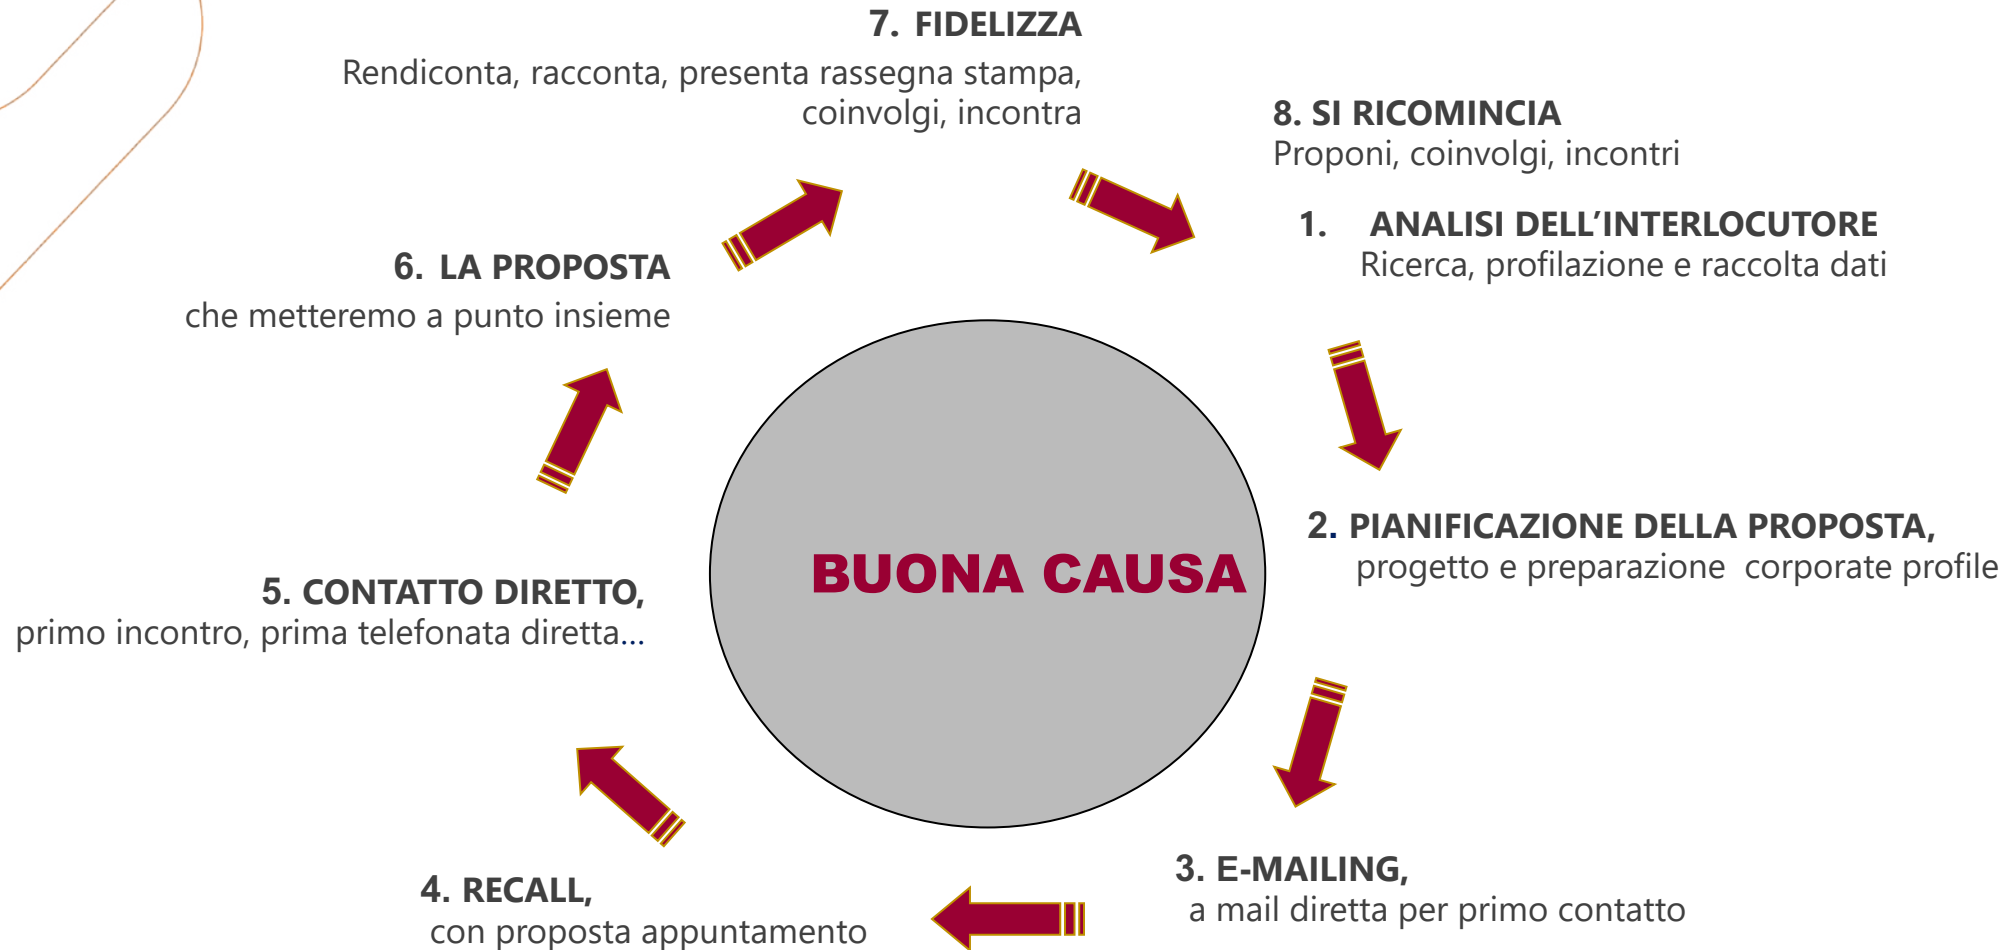 7. FIDELIZZA
Rendiconta, racconta, presenta rassegna stampa,
coinvolgi, incontra
8. SI RICOMINCIA
Proponi, coinvolgi, incontri
1. ANALISI DELL’INTERLOCUTORE
Ricerca, profilazione e raccolta dati
2. PIANIFICAZIONE DELLA PROPOSTA,
progetto e preparazione corporate profile
3. E-MAILING,
a mail diretta per primo contatto
4. RECALL,
con proposta appuntamento
5. CONTATTO DIRETTO,
primo incontro, prima telefonata diretta…
6. LA PROPOSTA
che metteremo a punto insieme
BUONA CAUSA